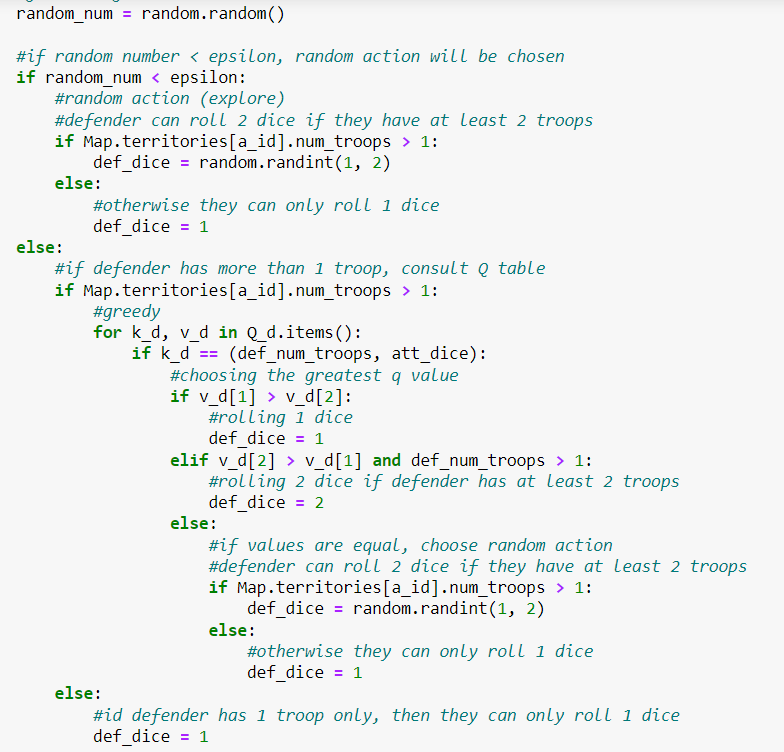 random_num = random.random()
#if random number < epsilon, random action will be chosen
if random_num < epsilon:
    #random action (explore)
    #defender can roll 2 dice if they have at least 2 troops
    if Map.territories[a_id].num_troops > 1:
        def_dice = random.randint(1, 2)
    else:
        #otherwise they can only roll 1 dice
        def_dice = 1
else:
    #if defender has more than 1 troop, consult Q table
    if Map.territories[a_id].num_troops > 1:
        #greedy
        for k_d, v_d in Q_d.items():
            if k_d == (def_num_troops, att_dice):
                #choosing the greatest q value
                if v_d[1] > v_d[2]:
                    #rolling 1 dice
                    def_dice = 1
                elif v_d[2] > v_d[1] and def_num_troops > 1:
                    #rolling 2 dice if defender has at least 2 troops
                    def_dice = 2
                else:
                    #if values are equal, choose random action
                    #defender can roll 2 dice if they have at least 2 troops
                    if Map.territories[a_id].num_troops > 1:
                        def_dice = random.randint(1, 2)
                    else:
                        #otherwise they can only roll 1 dice
                        def_dice = 1
    else:
        #id defender has 1 troop only, then they can only roll 1 dice
        def_dice = 1